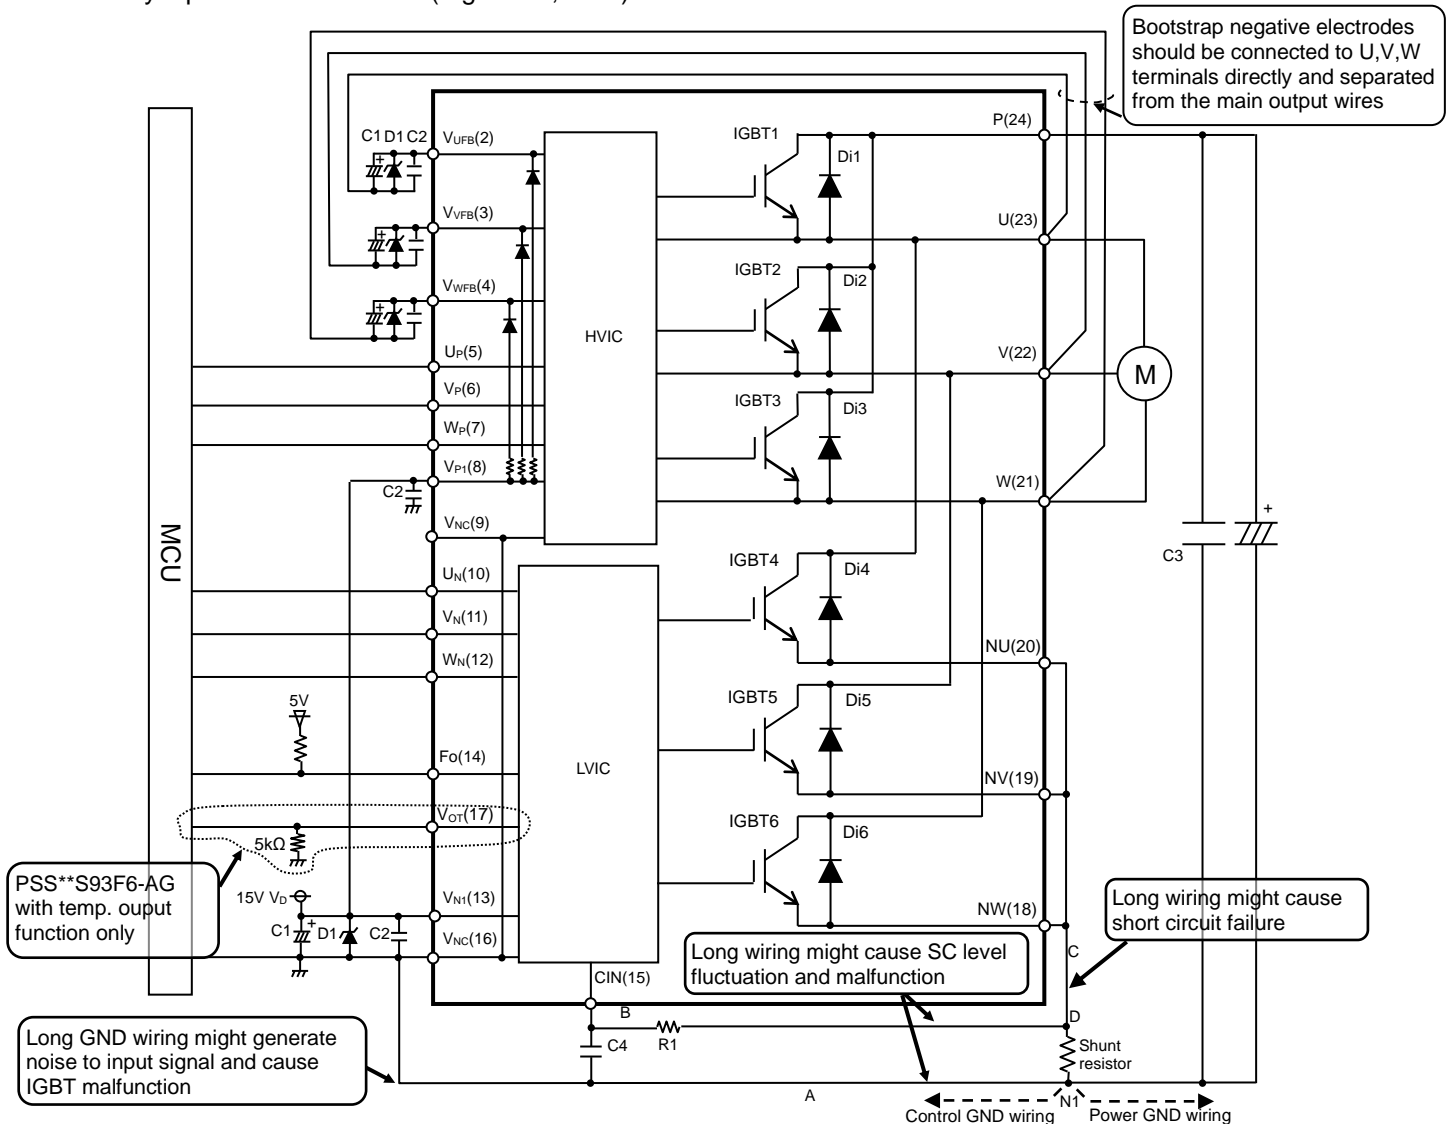 Bootstrap negative electrodes
should be connected to U,V,W
terminals directly and separated
from the main output wires
C1 D1 C2
+
VUFB(2)
IGBT1
Di1
P(24)
+
VVFB(3)
U(23)
IGBT2
Di2
+
VWFB(4)
HVIC
UP(5)
V(22)
M
VP(6)
IGBT3
Di3
WP(7)
VP1(8)
C2
W(21)
MCU
VNC(9)
C3
+
IGBT4
Di4
UN(10)
VN(11)
WN(12)
NU(20)
5V
IGBT5
Di5
Fo(14)
LVIC
NV(19)
VOT(17)
5kΩ
IGBT6
Di6
PSS**S93F6-AG
with temp. ouput
function only
15V VD
VN1(13)
C1
+
D1
C2
VNC(16)
NW(18)
Long wiring might cause
short circuit failure
Long wiring might cause SC level
fluctuation and malfunction
C
CIN(15)
B
D
R1
C4
Shunt
resistor
Long GND wiring might generate
noise to input signal and cause
IGBT malfunction
A
N1
Control GND wiring
Power GND wiring